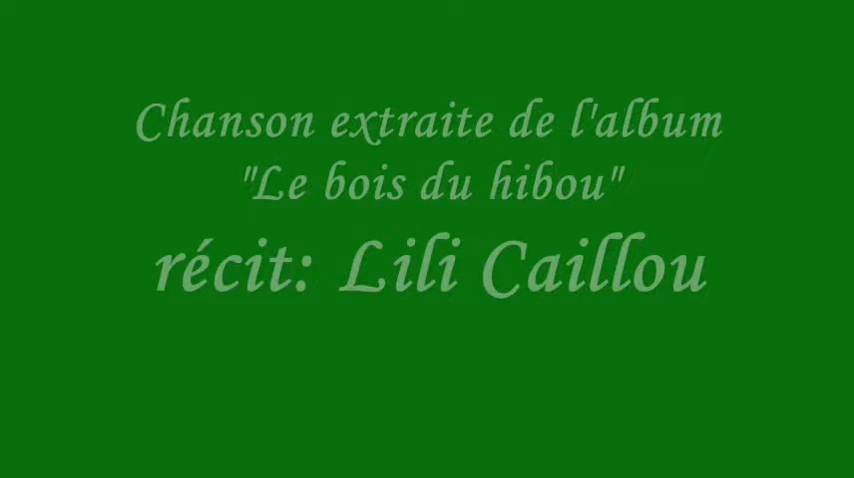 Chanson extraite de l'album
"Le bois du hibou"
récit: Lili Caillou